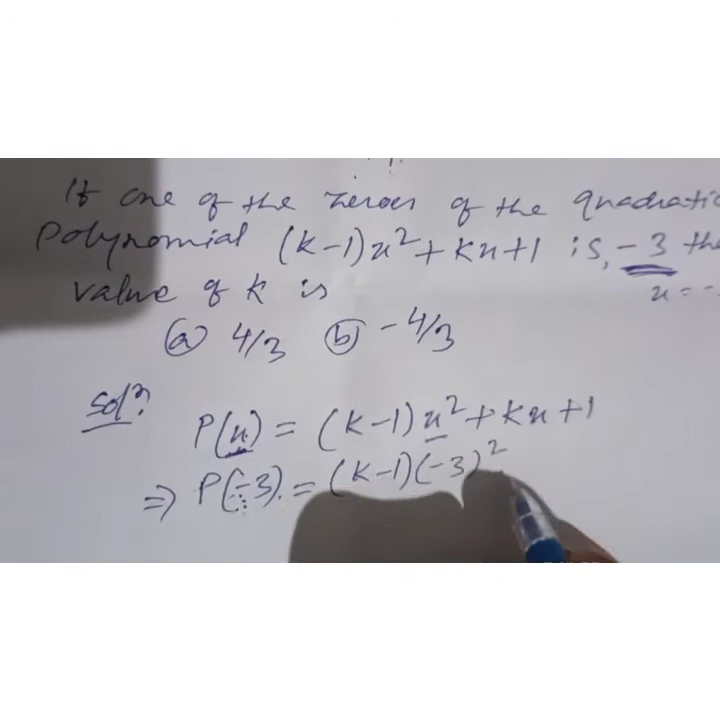 If one of the zeroes of the quadratic
Polynomial (k-1)x²+kx+1 is, -3 the
value of k is x=-
(a) 4/3 (b) -4/3
Solⁿ:
P(x) = (k-1)x²+kx+1
⇒ P(-3) = (k-1)(-3)²